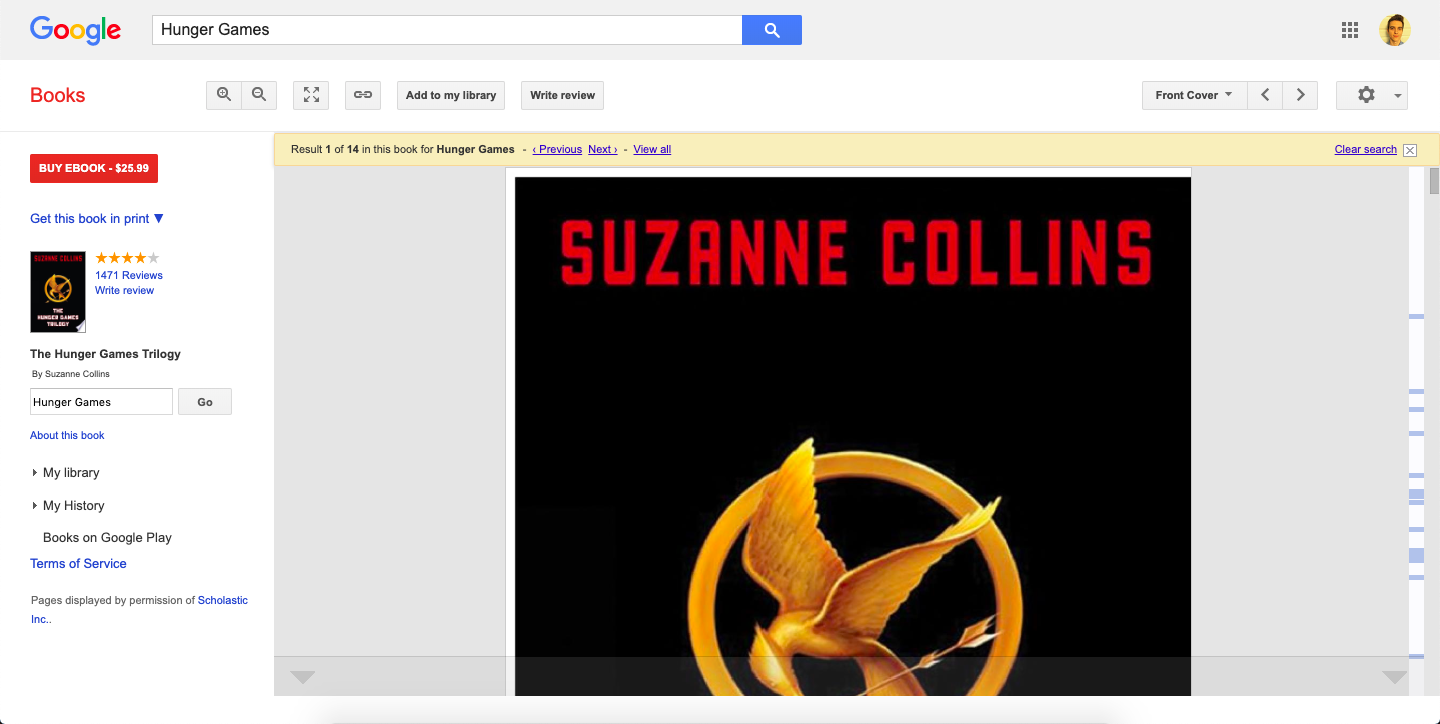 Google
Hunger Games
Books
Add to my library
Write review
Front Cover
BUY EBOOK - $25.99
Result 1 of 14 in this book for Hunger Games - ‹ Previous Next › - View all
Clear search
Get this book in print ▼
SUZANNE COLLINS
THE
HUNGER GAMES
TRILOGY
1471 Reviews
Write review
The Hunger Games Trilogy
By Suzanne Collins
Hunger Games
Go
About this book
My library
My History
Books on Google Play
Terms of Service
Pages displayed by permission of Scholastic
Inc..
SUZANNE COLLINS